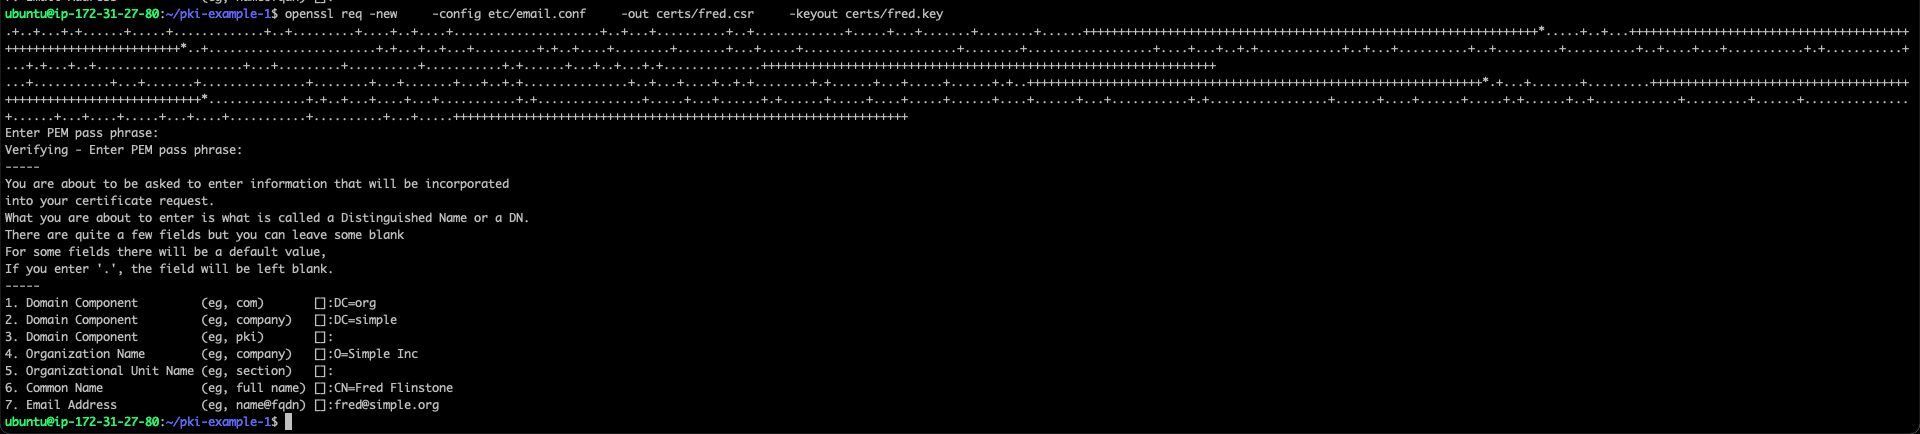 ubuntu@ip-172-31-27-80:~/pki-example-1$ openssl req -new     -config etc/email.conf     -out certs/fred.csr     -keyout certs/fred.key
Enter PEM pass phrase:
Verifying - Enter PEM pass phrase:
-----
You are about to be asked to enter information that will be incorporated
into your certificate request.
What you are about to enter is what is called a Distinguished Name or a DN.
There are quite a few fields but you can leave some blank
For some fields there will be a default value,
If you enter '.', the field will be left blank.
-----
1. Domain Component         (eg, com)       []:DC=org
2. Domain Component         (eg, company)   []:DC=simple
3. Domain Component         (eg, pki)       []:
4. Organization Name        (eg, company)   []:O=Simple Inc
5. Organizational Unit Name (eg, section)   []:
6. Common Name              (eg, full name) []:CN=Fred Flinstone
7. Email Address            (eg, name@fqdn) []:fred@simple.org
ubuntu@ip-172-31-27-80:~/pki-example-1$